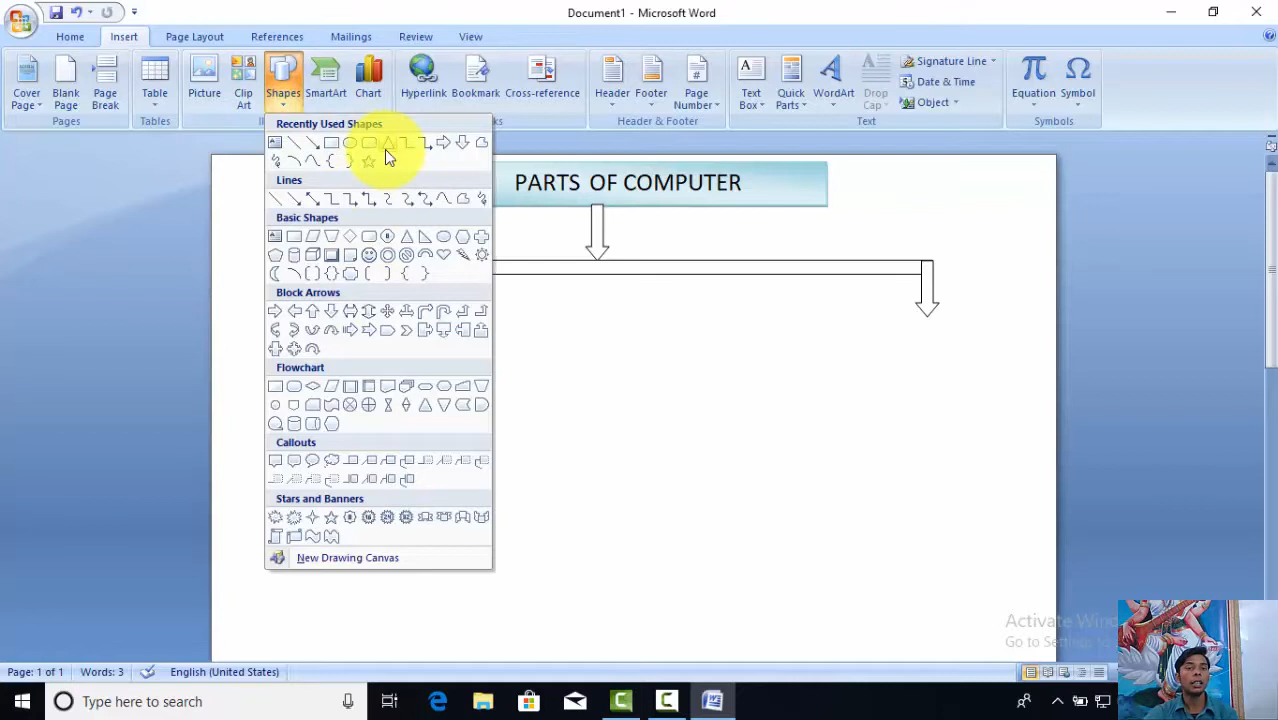 Document1 - Microsoft Word
Home Insert Page Layout References Mailings Review View
Cover Page
Blank Page
Page Break
Table
Picture
Clip Art
Shapes
SmartArt
Chart
Hyperlink
Bookmark
Cross-reference
Header
Footer
Page Number
Text Box
Quick Parts
WordArt
Drop Cap
Signature Line
Date & Time
Object
Equation
Symbol
Pages
Tables
Header & Footer
Text
Symbols
Recently Used Shapes
Lines
Basic Shapes
Block Arrows
Flowchart
Callouts
Stars and Banners
New Drawing Canvas
PARTS OF COMPUTER
Page: 1 of 1 Words: 3 English (United States)
Type here to search